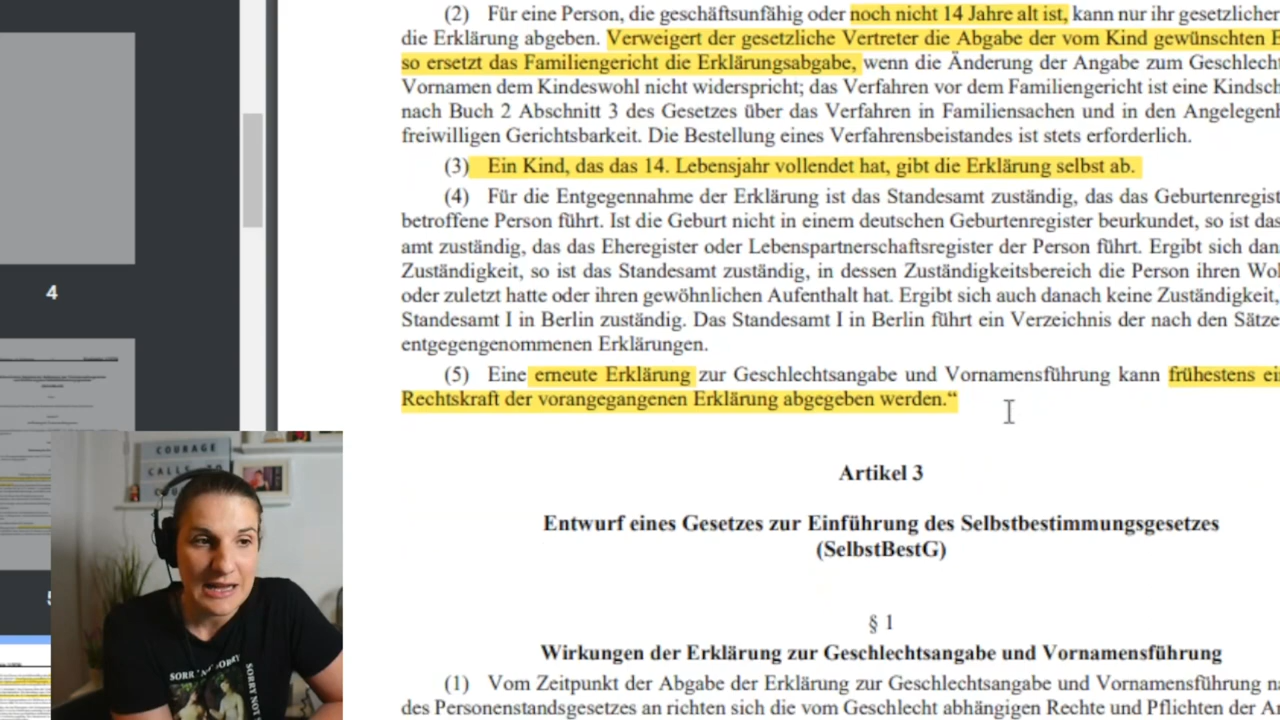 (2) Für eine Person, die geschäftsunfähig oder noch nicht 14 Jahre alt ist, kann nur ihr gesetzlicher
die Erklärung abgeben. Verweigert der gesetzliche Vertreter die Abgabe der vom Kind gewünschten
so ersetzt das Familiengericht die Erklärungsabgabe, wenn die Änderung der Angabe zum Geschlecht
Vornamen dem Kindeswohl nicht widerspricht; das Verfahren vor dem Familiengericht ist eine Kindsch
nach Buch 2 Abschnitt 3 des Gesetzes über das Verfahren in Familiensachen und in den Angelegen
freiwilligen Gerichtsbarkeit. Die Bestellung eines Verfahrensbeistandes ist stets erforderlich.
(3) Ein Kind, das das 14. Lebensjahr vollendet hat, gibt die Erklärung selbst ab.
(4) Für die Entgegennahme der Erklärung ist das Standesamt zuständig, das das Geburtenregist
betroffene Person führt. Ist die Geburt nicht in einem deutschen Geburtenregister beurkundet, so ist das
amt zuständig, das das Eheregister oder Lebenspartnerschaftsregister der Person führt. Ergibt sich dan
Zuständigkeit, so ist das Standesamt zuständig, in dessen Zuständigkeitsbereich die Person ihren Wo
oder zuletzt hatte oder ihren gewöhnlichen Aufenthalt hat. Ergibt sich auch danach keine Zuständigkeit,
Standesamt I in Berlin zuständig. Das Standesamt I in Berlin führt ein Verzeichnis der nach den Sätze
entgegengenommenen Erklärungen.
(5) Eine erneute Erklärung zur Geschlechtsangabe und Vornamensführung kann frühestens ei
Rechtskraft der vorangegangenen Erklärung abgegeben werden.“
Artikel 3
Entwurf eines Gesetzes zur Einführung des Selbstbestimmungsgesetzes
(SelbstBestG)
§ 1
Wirkungen der Erklärung zur Geschlechtsangabe und Vornamensführung
(1) Vom Zeitpunkt der Abgabe der Erklärung zur Geschlechtsangabe und Vornamensführung na
des Personenstandsgesetzes an richten sich die vom Geschlecht abhängigen Rechte und Pflichten der A
4
COURAGE
CALLS TO
SORRY NOT